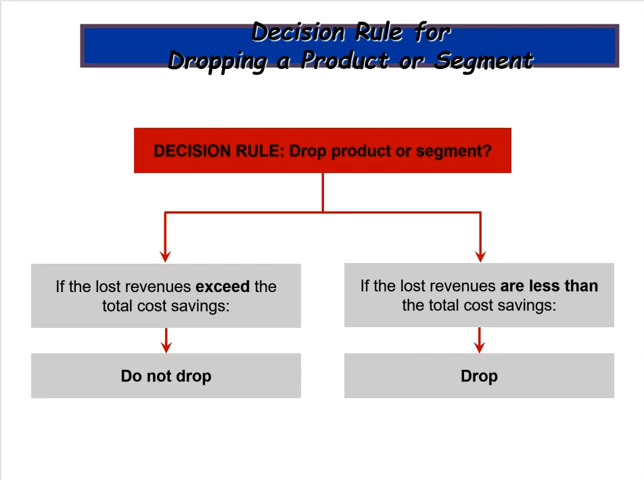 Decision Rule for
Dropping a Product or Segment
DECISION RULE: Drop product or segment?
If the lost revenues exceed the
total cost savings:
If the lost revenues are less than
the total cost savings:
Do not drop
Drop